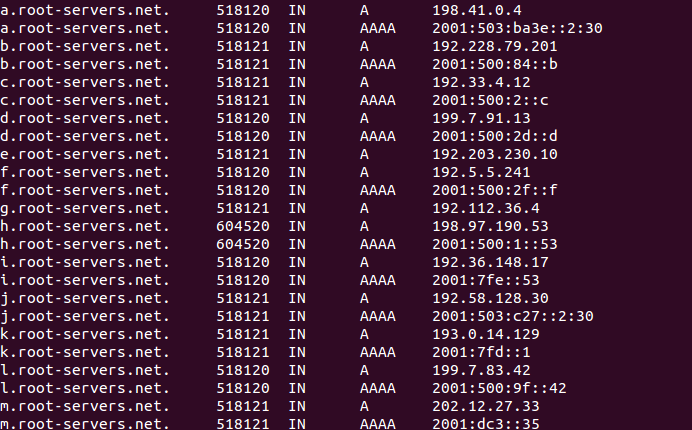 a.root-servers.net. 518120 IN A 198.41.0.4
a.root-servers.net. 518120 IN AAAA 2001:503:ba3e::2:30
b.root-servers.net. 518121 IN A 192.228.79.201
b.root-servers.net. 518120 IN AAAA 2001:500:84::b
c.root-servers.net. 518121 IN A 192.33.4.12
c.root-servers.net. 518121 IN AAAA 2001:500:2::c
d.root-servers.net. 518120 IN A 199.7.91.13
d.root-servers.net. 518120 IN AAAA 2001:500:2d::d
e.root-servers.net. 518121 IN A 192.203.230.10
f.root-servers.net. 518120 IN A 192.5.5.241
f.root-servers.net. 518120 IN AAAA 2001:500:2f::f
g.root-servers.net. 518121 IN A 192.112.36.4
h.root-servers.net. 604520 IN A 198.97.190.53
h.root-servers.net. 604520 IN AAAA 2001:500:1::53
i.root-servers.net. 518120 IN A 192.36.148.17
i.root-servers.net. 518120 IN AAAA 2001:7fe::53
j.root-servers.net. 518121 IN A 192.58.128.30
j.root-servers.net. 518121 IN AAAA 2001:503:c27::2:30
k.root-servers.net. 518121 IN A 193.0.14.129
k.root-servers.net. 518121 IN AAAA 2001:7fd::1
l.root-servers.net. 518120 IN A 199.7.83.42
l.root-servers.net. 518120 IN AAAA 2001:500:9f::42
m.root-servers.net. 518121 IN A 202.12.27.33
m.root-servers.net. 518121 IN AAAA 2001:dc3::35